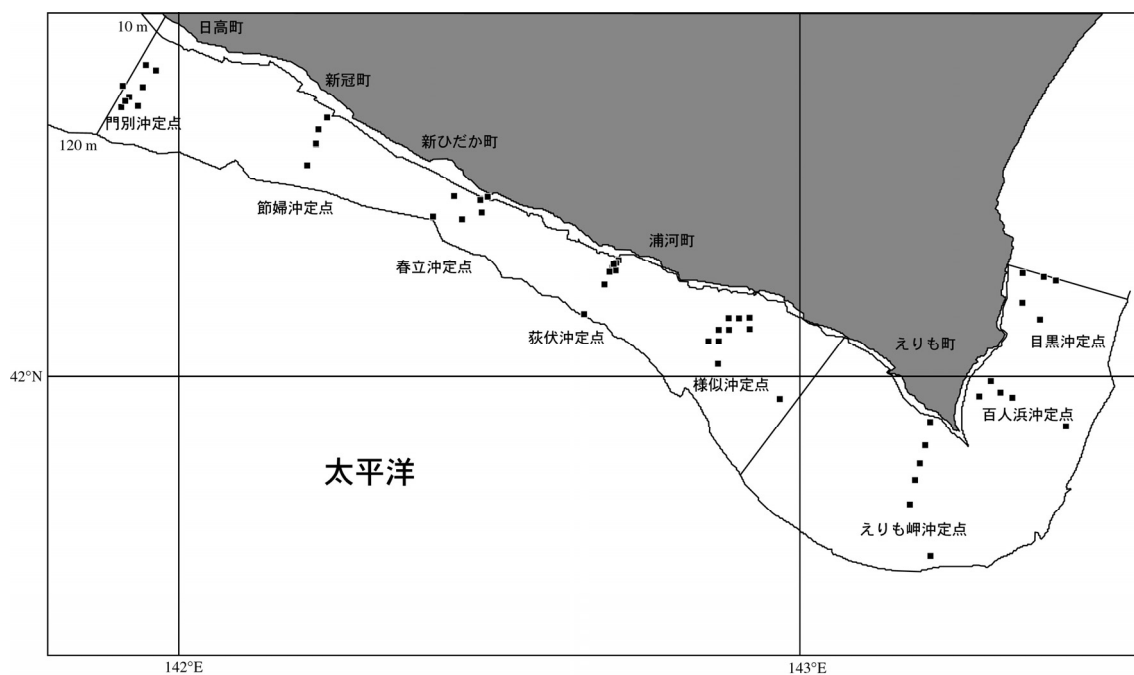 10 m
日高町
新冠町
門別沖定点
120 m
新ひだか町
節婦沖定点
浦河町
春立沖定点
荻伏沖定点
えりも町
目黒沖定点
42°N
様似沖定点
百人浜沖定点
太平洋
えりも岬沖定点
142°E
143°E